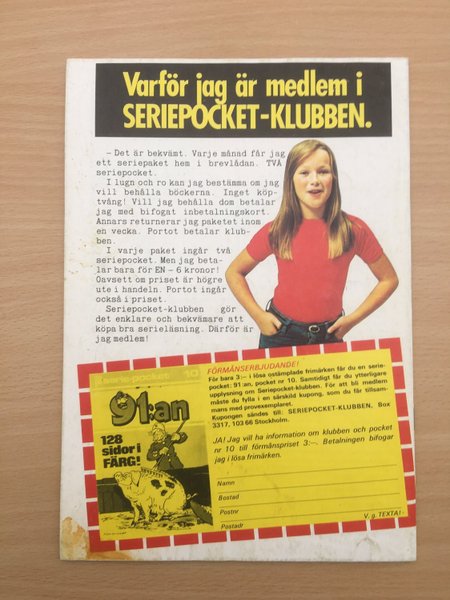 Varför jag är medlem i
SERIEPOCKET-KLUBBEN.
– Det är bekvämt. Varje månad får jag
ett seriepaket hem i brevlådan. TVÅ
seriepocket.
I lugn och ro kan jag bestämma om jag
vill behålla böckerna. Inget köp-
tvång! Vill jag behålla dom betalar
jag med bifogat inbetalningskort.
Annars returnerar jag paketet inom
en vecka. Portot betalar klub-
ben.
I varje paket ingår två
seriepocket. Men jag beta-
lar bara för EN – 6 kronor!
Oavsett om priset är högre
ute i handeln. Portot ingår
också i priset.
Seriepocket-klubben gör
det enklare och bekvämare att
köpa bra serieläsning. Därför är
jag medlem!
FÖRMÅNSERBJUDANDE!
För bara 3:– i lösa ostämplade frimärken får du en serie-
pocket: 91:an, pocket nr 10. Samtidigt får du ytterligare
upplysning om Seriepocket-klubben. För att bli medlem
måste du fylla i en särskild kupong, som du får tillsam-
mans med provexemplaret.
Kupongen sändes till: SERIEPOCKET-KLUBBEN, Box
3317, 103 66 Stockholm.
JA! Jag vill ha information om klubben och pocket
nr 10 till förmånspriset 3:–. Betalningen bifogar
jag i lösa frimärken.
Namn
Bostad
Postnr
Postadr
V. g. TEXTA!
Serie-pocket 10
91:an
128
sidor i
FÄRG!